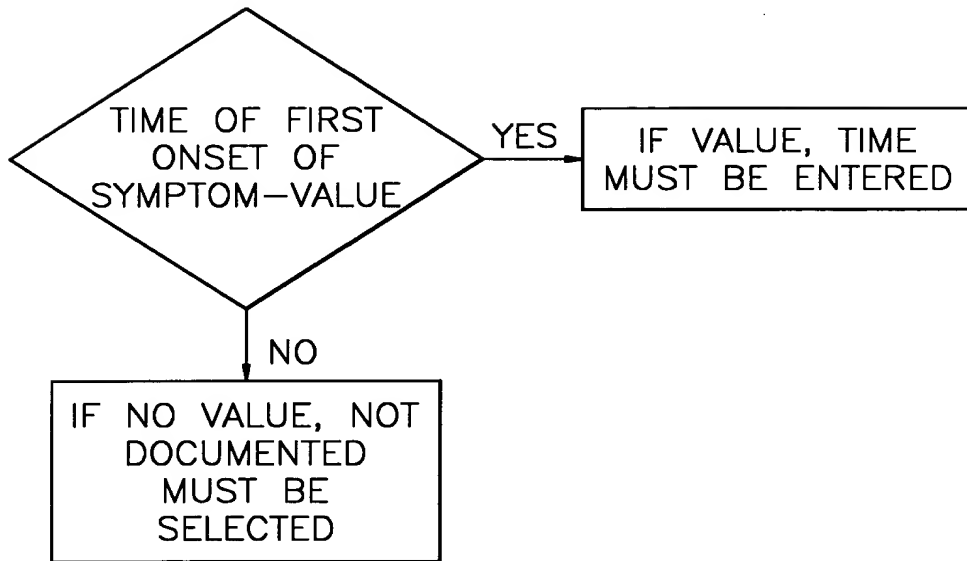 TIME OF FIRST
ONSET OF
SYMPTOM-VALUE
YES
IF VALUE, TIME
MUST BE ENTERED
NO
IF NO VALUE, NOT
DOCUMENTED
MUST BE
SELECTED